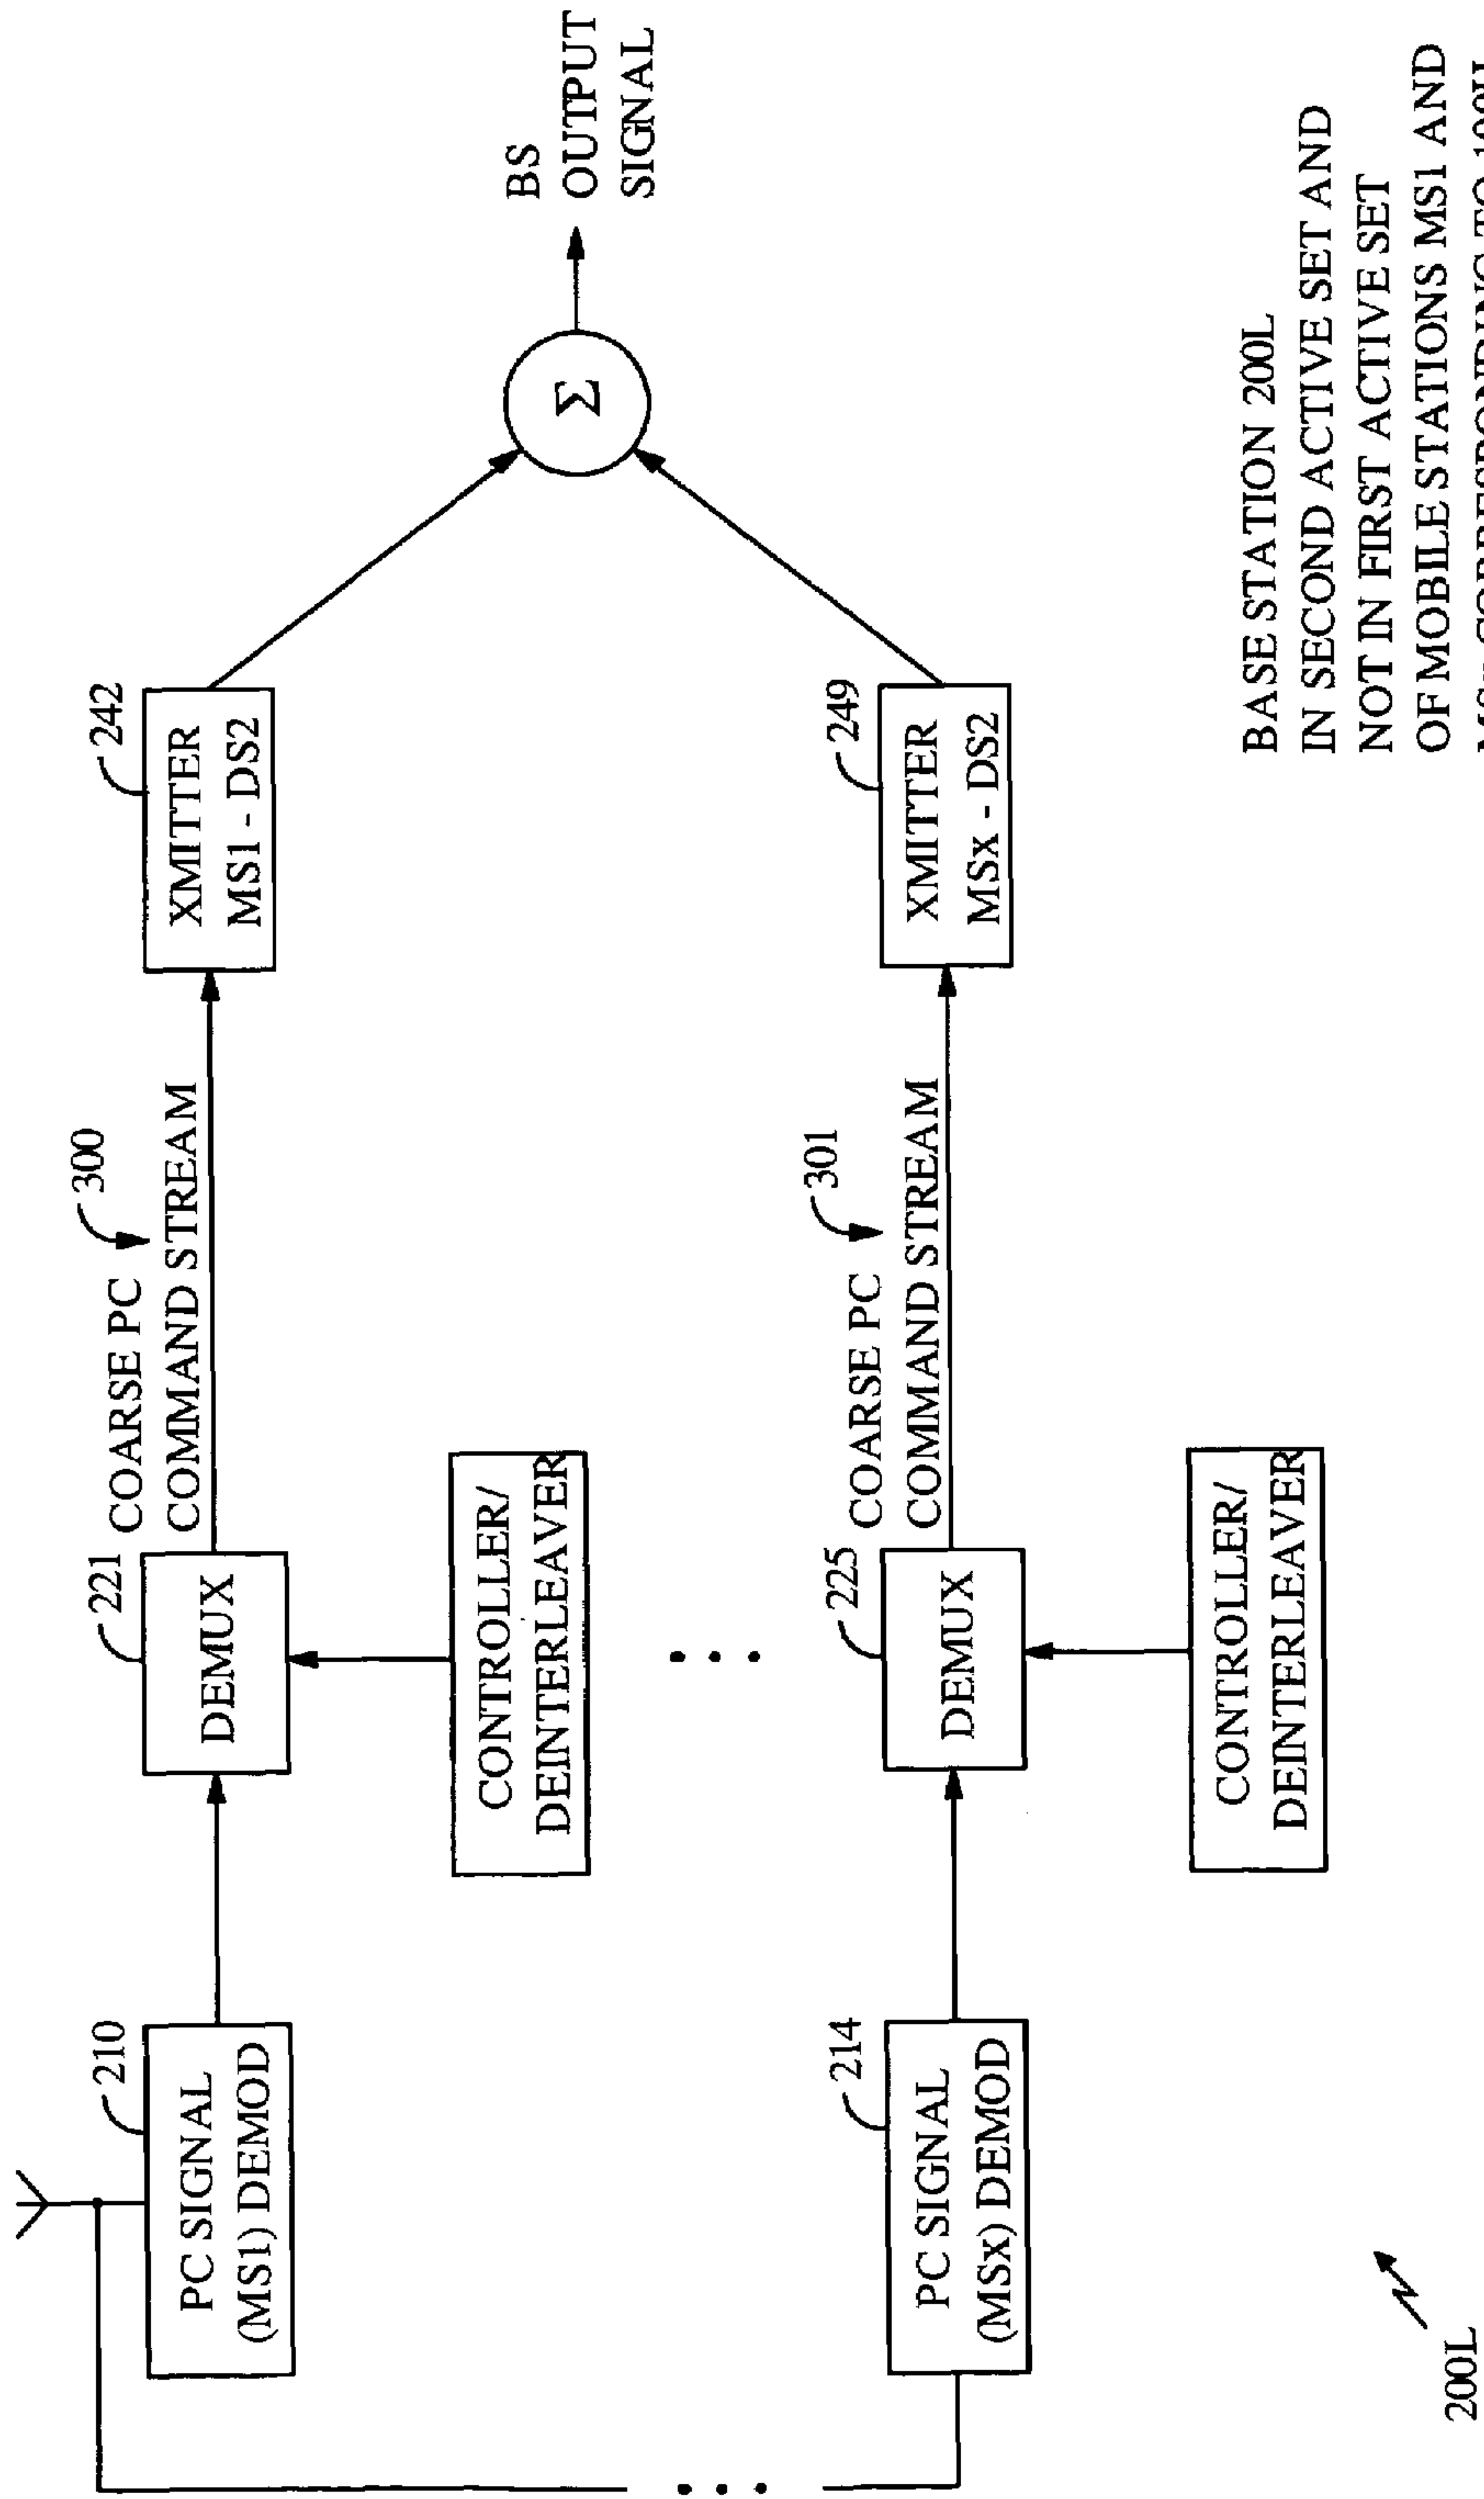 210
PC SIGNAL
(MS1) DEMOD
221
DEMUX
COARSE PC
COMMAND STREAM
300
242
XMITTER
MS1 - DS2
CONTROLLER/
DEINTERLEAVER
Σ
BS
OUTPUT
SIGNAL
214
PC SIGNAL
(MSx) DEMOD
225
DEMUX
COARSE PC
COMMAND STREAM
301
249
XMITTER
MSx - DS2
CONTROLLER/
DEINTERLEAVER
200L
BASE STATION 200L
IN SECOND ACTIVE SET AND
NOT IN FIRST ACTIVE SET
OF MOBILE STATIONS MS1 AND